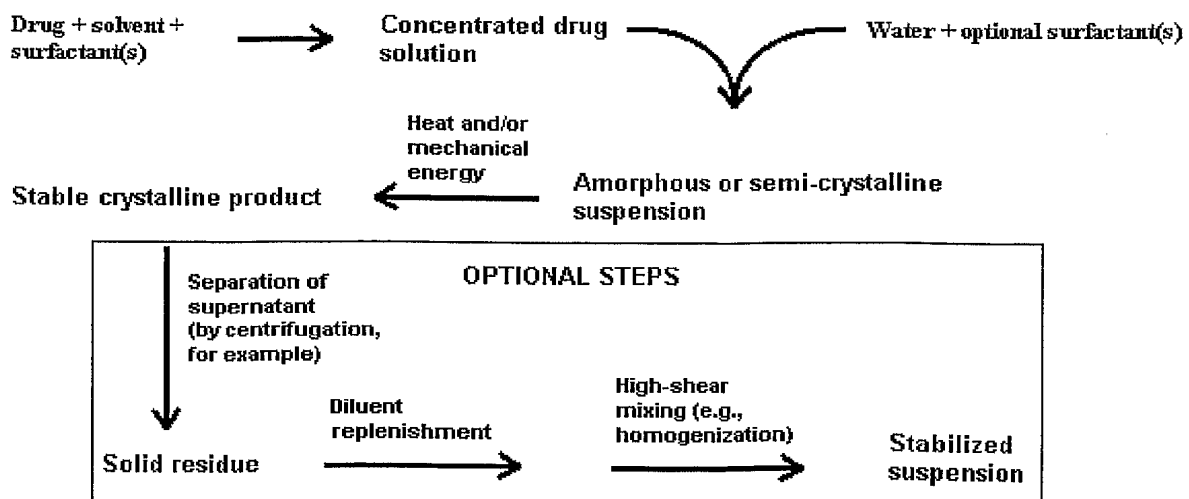 Drug + solvent +
surfactant(s)
Concentrated drug
solution
Water + optional surfactant(s)
Heat and/or
mechanical
energy
Stable crystalline product
Amorphous or semi-crystalline
suspension
OPTIONAL STEPS
Separation of
supernatant
(by centrifugation,
for example)
Solid residue
Diluent
replenishment
High-shear
mixing (e.g.,
homogenization)
Stabilized
suspension